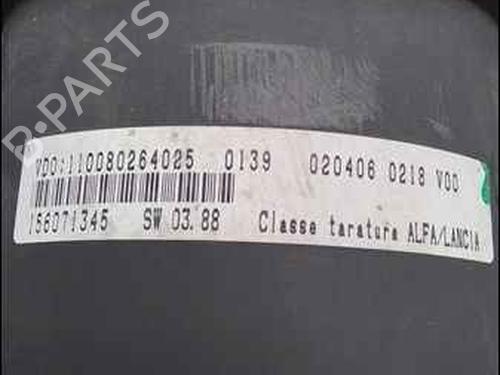 B-PARTS
VDO:110080264025 0139 020406 0218 V00
156071345 SW 03.88 Classe taratura ALFA/LANCIA